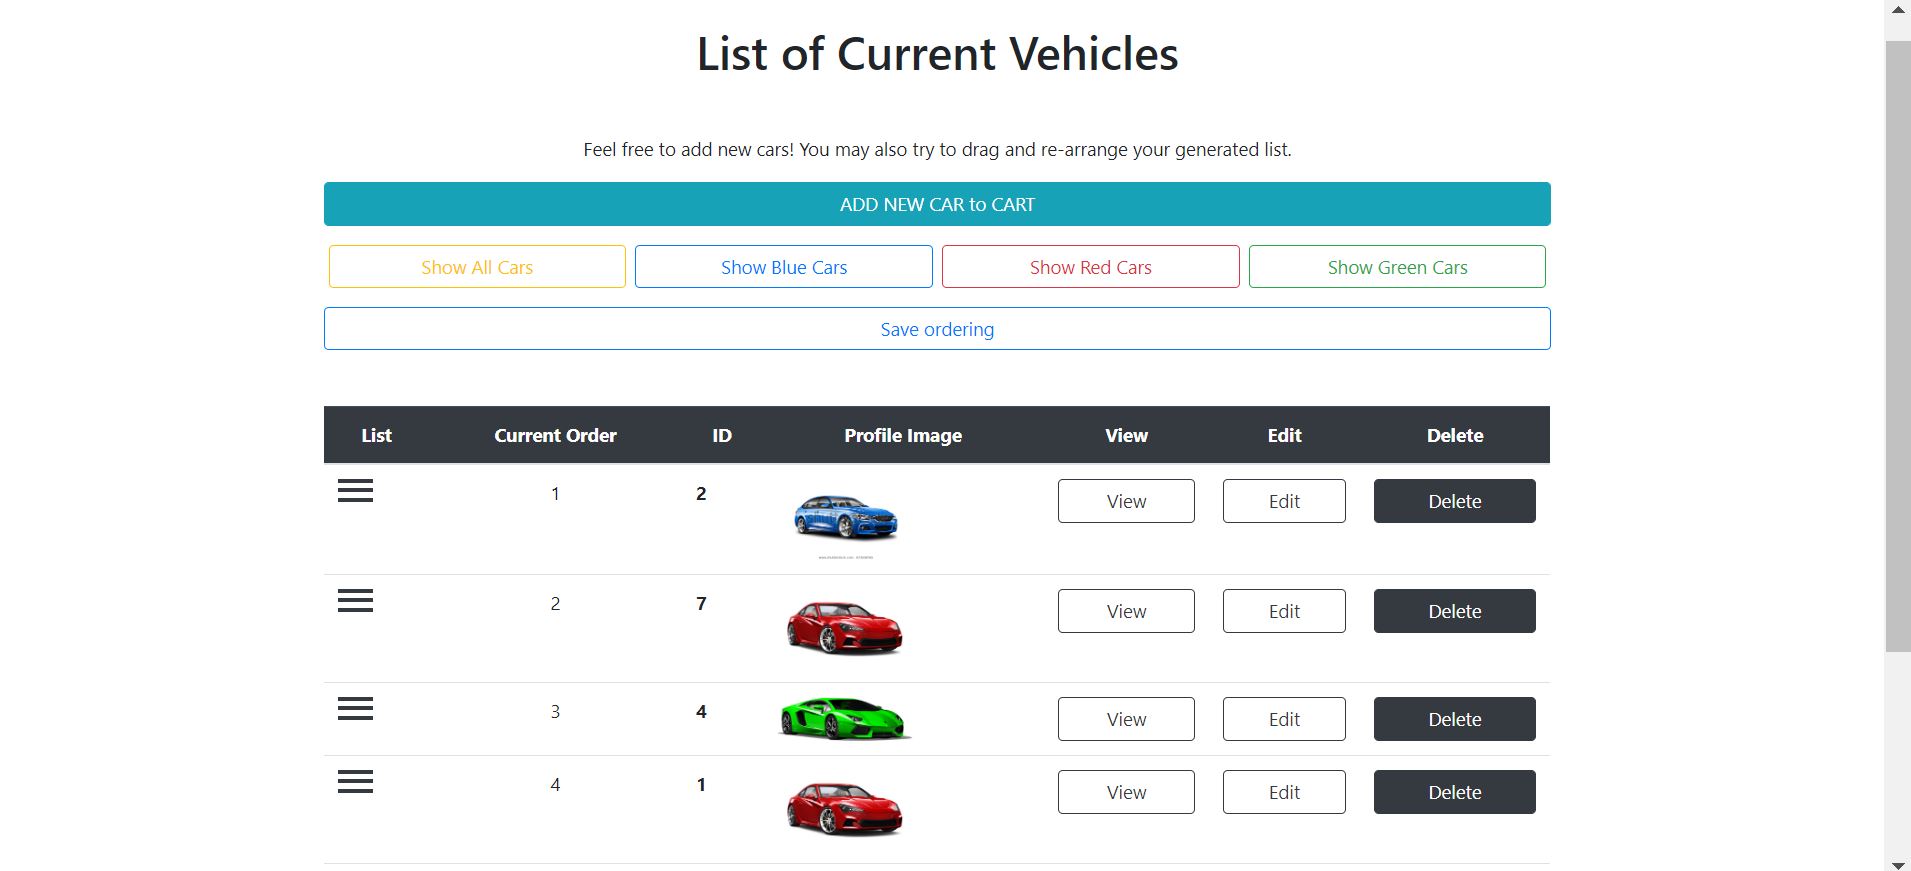 List of Current Vehicles
Feel free to add new cars! You may also try to drag and re-arrange your generated list.
ADD NEW CAR to CART
Show All Cars Show Blue Cars Show Red Cars Show Green Cars
Save ordering
List Current Order ID Profile Image View Edit Delete
1 2 View Edit Delete
2 7 View Edit Delete
3 4 View Edit Delete
4 1 View Edit Delete